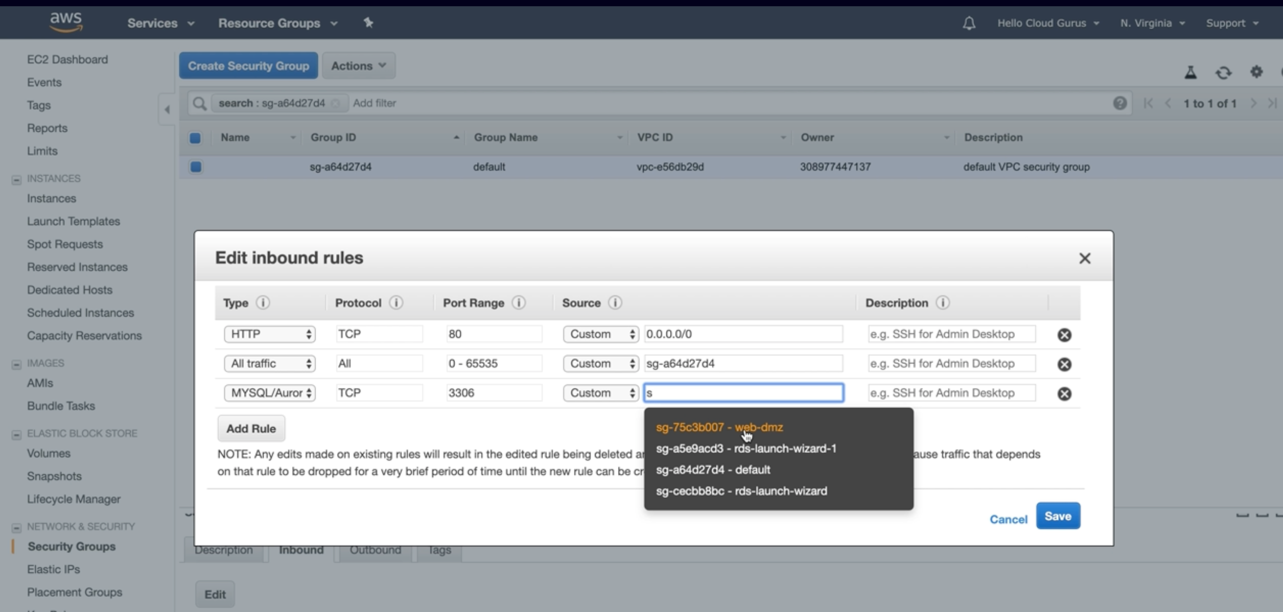 aws Services Resource Groups Hello Cloud Gurus N. Virginia Support
EC2 Dashboard
Events
Tags
Reports
Limits
INSTANCES
Instances
Launch Templates
Spot Requests
Reserved Instances
Dedicated Hosts
Scheduled Instances
Capacity Reservations
IMAGES
AMIs
Bundle Tasks
ELASTIC BLOCK STORE
Volumes
Snapshots
Lifecycle Manager
NETWORK & SECURITY
Security Groups
Elastic IPs
Placement Groups
Create Security Group Actions
search : sg-a64d27d4 Add filter 1 to 1 of 1
Name Group ID Group Name VPC ID Owner Description
sg-a64d27d4 default vpc-e56db29d 308977447137 default VPC security group
Edit inbound rules
Type Protocol Port Range Source Description
HTTP TCP 80 Custom 0.0.0.0/0 e.g. SSH for Admin Desktop
All traffic All 0 - 65535 Custom sg-a64d27d4 e.g. SSH for Admin Desktop
MYSQL/Auror TCP 3306 Custom s e.g. SSH for Admin Desktop
sg-75c3b007 - web-dmz
sg-a5e9acd3 - rds-launch-wizard-1
sg-a64d27d4 - default
sg-cecbb8bc - rds-launch-wizard
Add Rule
NOTE: Any edits made on existing rules will result in the edited rule being deleted traffic that depends
on that rule to be dropped for a very brief period of time until the new rule can be
Cancel Save
Description Inbound Outbound Tags
Edit